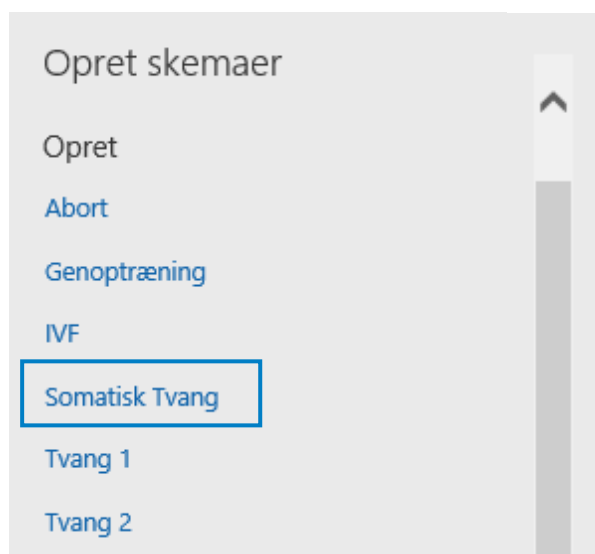 Opret skemaer
Opret
Abort
Genoptræning
IVF
Somatisk Tvang
Tvang 1
Tvang 2